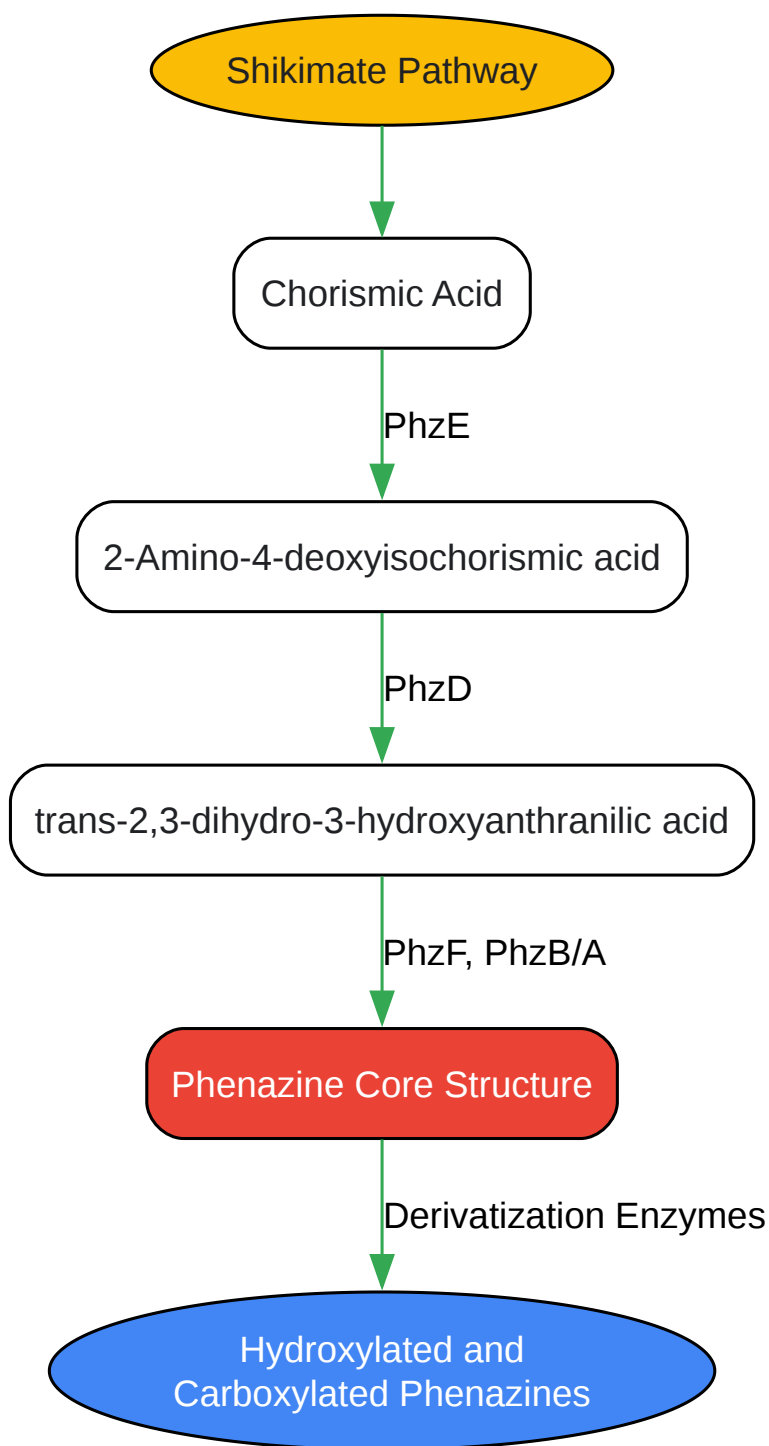 Shikimate Pathway
Chorismic Acid
PhzE
2-Amino-4-deoxyisochorismic acid
PhzD
trans-2,3-dihydro-3-hydroxyanthranilic acid
PhzF, PhzB/A
Phenazine Core Structure
Derivatization Enzymes
Hydroxylated and
Carboxylated Phenazines